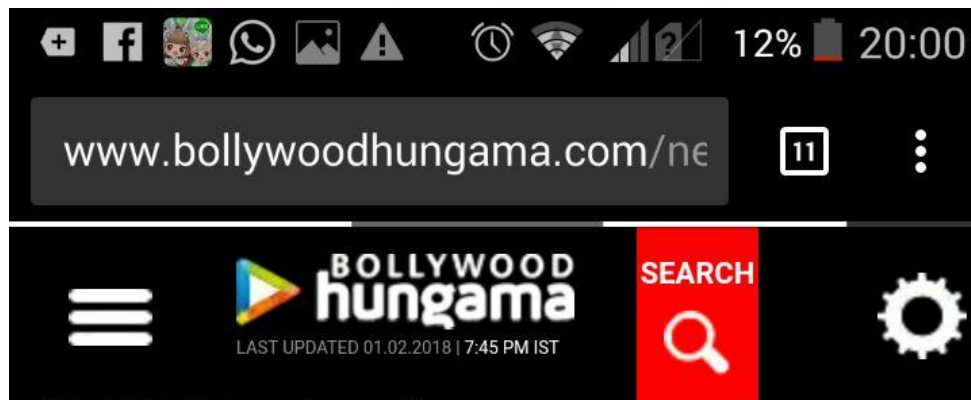 12% 20:00
www.bollywoodhungama.com/ne
11
BOLLYWOOD
hungama
SEARCH
LAST UPDATED 01.02.2018 | 7:45 PM IST